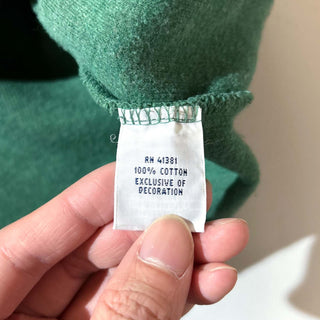 RN 41381
100% COTTON
EXCLUSIVE OF
DECORATION